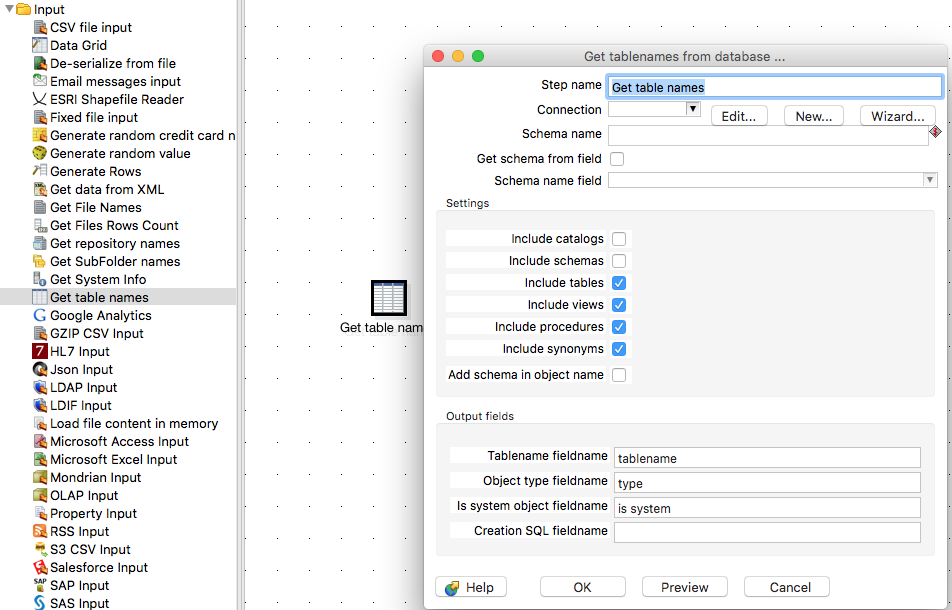 Input
CSV file input
Data Grid
De-serialize from file
Email messages input
ESRI Shapefile Reader
Fixed file input
Generate random credit card n
Generate random value
Generate Rows
Get data from XML
Get File Names
Get Files Rows Count
Get repository names
Get SubFolder names
Get System Info
Get table names
Google Analytics
GZIP CSV Input
HL7 Input
Json Input
LDAP Input
LDIF Input
Load file content in memory
Microsoft Access Input
Microsoft Excel Input
Mondrian Input
OLAP Input
Property Input
RSS Input
S3 CSV Input
Salesforce Input
SAP Input
SAS Input
Get table nam
Get tablenames from database ...
Step name Get table names
Connection Edit... New... Wizard...
Schema name
Get schema from field
Schema name field
Settings
Include catalogs
Include schemas
Include tables
Include views
Include procedures
Include synonyms
Add schema in object name
Output fields
Tablename fieldname tablename
Object type fieldname type
Is system object fieldname is system
Creation SQL fieldname
Help OK Preview Cancel